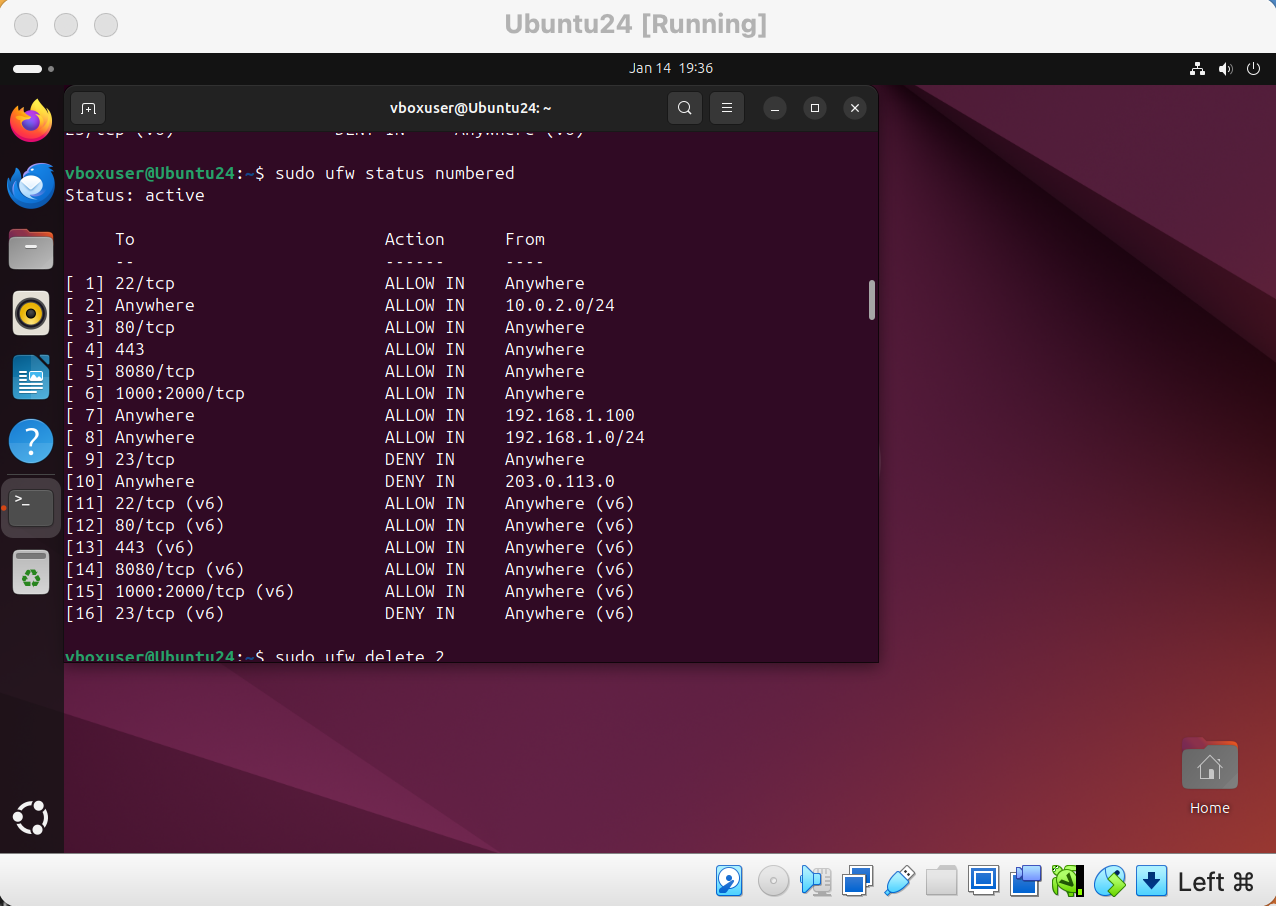 Ubuntu24 [Running]
Jan 14 19:36
vboxuser@Ubuntu24: ~
23/tcp (v6) DENY IN Anywhere (v6)
vboxuser@Ubuntu24:~$ sudo ufw status numbered
Status: active
To Action From
-- ------ ----
[ 1] 22/tcp ALLOW IN Anywhere
[ 2] Anywhere ALLOW IN 10.0.2.0/24
[ 3] 80/tcp ALLOW IN Anywhere
[ 4] 443 ALLOW IN Anywhere
[ 5] 8080/tcp ALLOW IN Anywhere
[ 6] 1000:2000/tcp ALLOW IN Anywhere
[ 7] Anywhere ALLOW IN 192.168.1.100
[ 8] Anywhere ALLOW IN 192.168.1.0/24
[ 9] 23/tcp DENY IN Anywhere
[10] Anywhere DENY IN 203.0.113.0
[11] 22/tcp (v6) ALLOW IN Anywhere (v6)
[12] 80/tcp (v6) ALLOW IN Anywhere (v6)
[13] 443 (v6) ALLOW IN Anywhere (v6)
[14] 8080/tcp (v6) ALLOW IN Anywhere (v6)
[15] 1000:2000/tcp (v6) ALLOW IN Anywhere (v6)
[16] 23/tcp (v6) DENY IN Anywhere (v6)
vboxuser@Ubuntu24:~$ sudo ufw delete 2
Home
Left ⌘